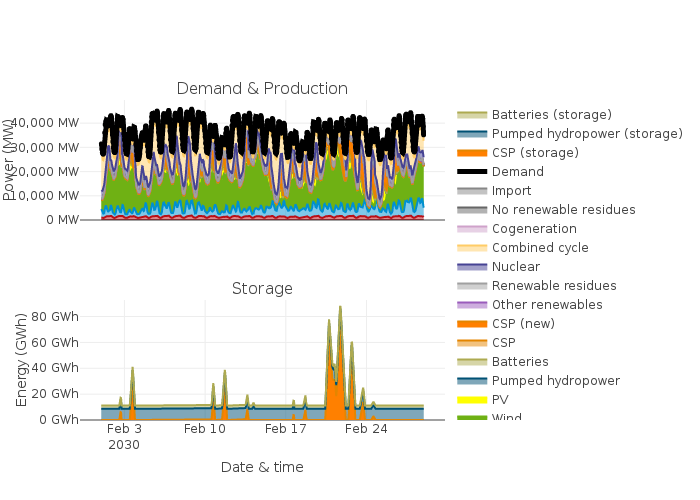 Demand & Production
Power (MW)
40,000 MW
30,000 MW
20,000 MW
10,000 MW
0 MW
Storage
Energy (GWh)
80 GWh
60 GWh
40 GWh
20 GWh
0 GWh
Feb 3
2030
Feb 10
Feb 17
Feb 24
Date & time
Batteries (storage)
Pumped hydropower (storage)
CSP (storage)
Demand
Import
No renewable residues
Cogeneration
Combined cycle
Nuclear
Renewable residues
Other renewables
CSP (new)
CSP
Batteries
Pumped hydropower
PV
Wind